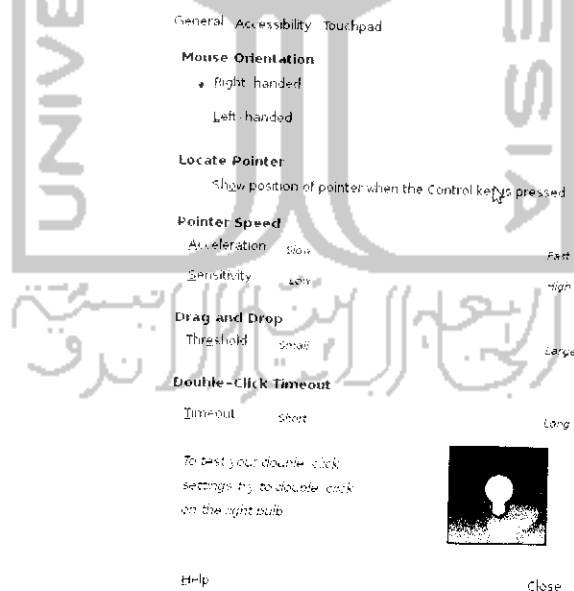 General Accessibility Touchpad
Mouse Orientation
Right-handed
Left-handed
Locate Pointer
Show position of pointer when the Control key is pressed
Pointer Speed
Acceleration Slow Fast
Sensitivity Low High
Drag and Drop
Threshold Small Large
Double-Click Timeout
Timeout Short Long
To test your double-click
settings, try to double-click
on the light bulb.
Help Close
UNIV
ESIA